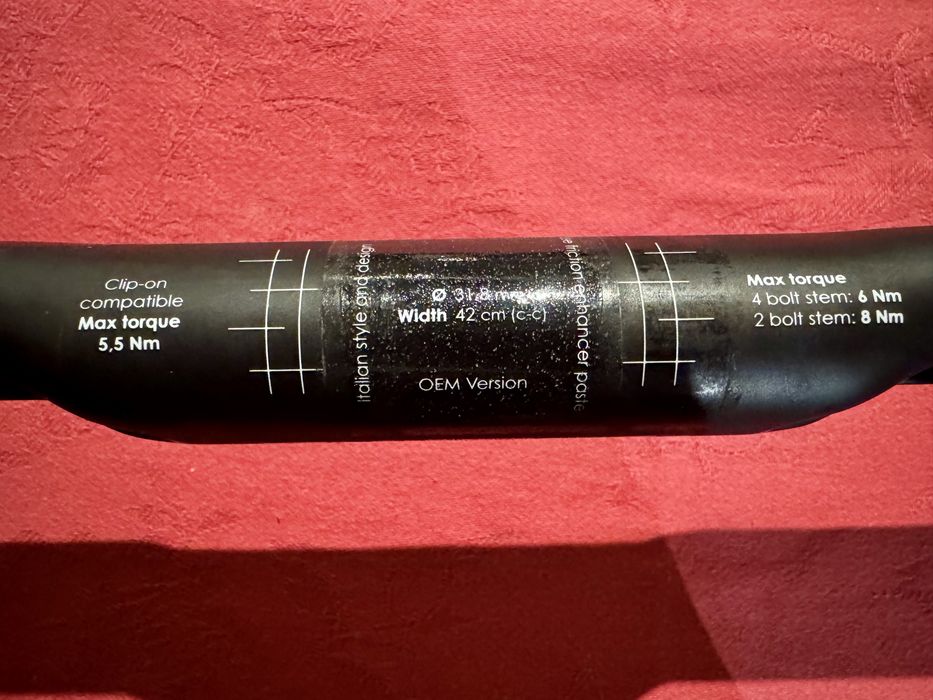 Clip-on
compatible
Max torque
5,5 Nm
Italian style and design
Ø 31,8 mm
Width 42 cm (c-c)
OEM Version
friction enhancer paste
Max torque
4 bolt stem: 6 Nm
2 bolt stem: 8 Nm